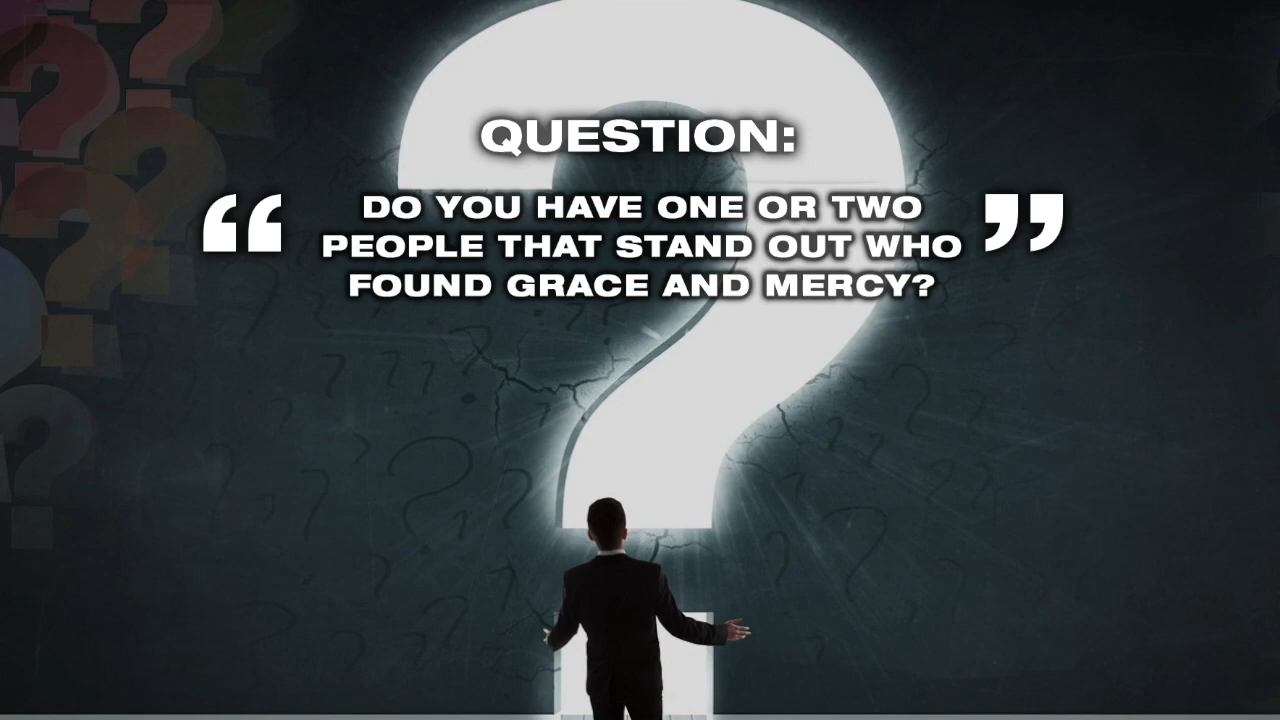 QUESTION:
“ DO YOU HAVE ONE OR TWO ”
PEOPLE THAT STAND OUT WHO
FOUND GRACE AND MERCY?